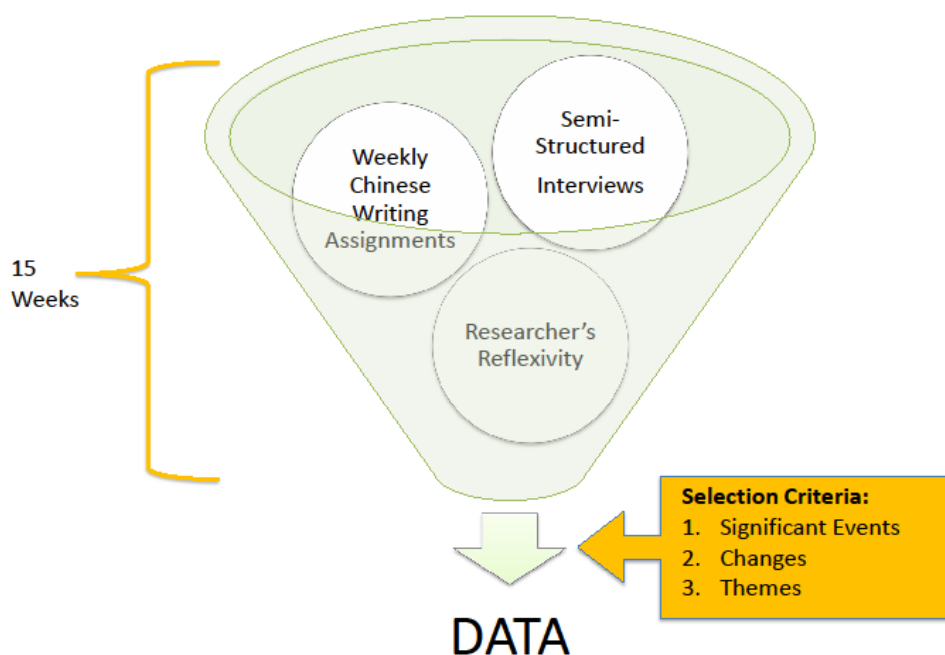 15
Weeks
Weekly
Chinese
Writing
Assignments
Semi-
Structured
Interviews
Researcher's
Reflexivity
Selection Criteria:
1. Significant Events
2. Changes
3. Themes
DATA